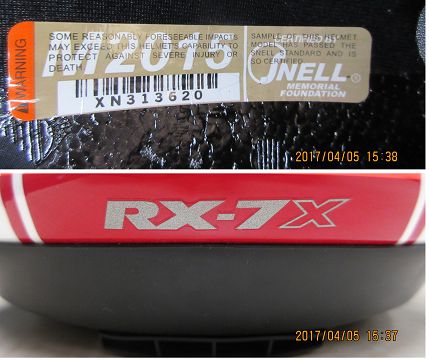 WARNING
SOME REASONABLY FORESEEABLE IMPACTS
MAY EXCEED THIS HELMET'S CAPABILITY TO
PROTECT AGAINST SEVERE INJURY OR
DEATH
XN313620
CERTIFIED BY
SAMPLE OF THIS HELMET
MODEL HAS PASSED THE
SNELL STANDARD AND IS
SO CERTIFIED
SNELL®
MEMORIAL
FOUNDATION
2017/04/05 15:38
RX-7X
2017/04/05 15:37